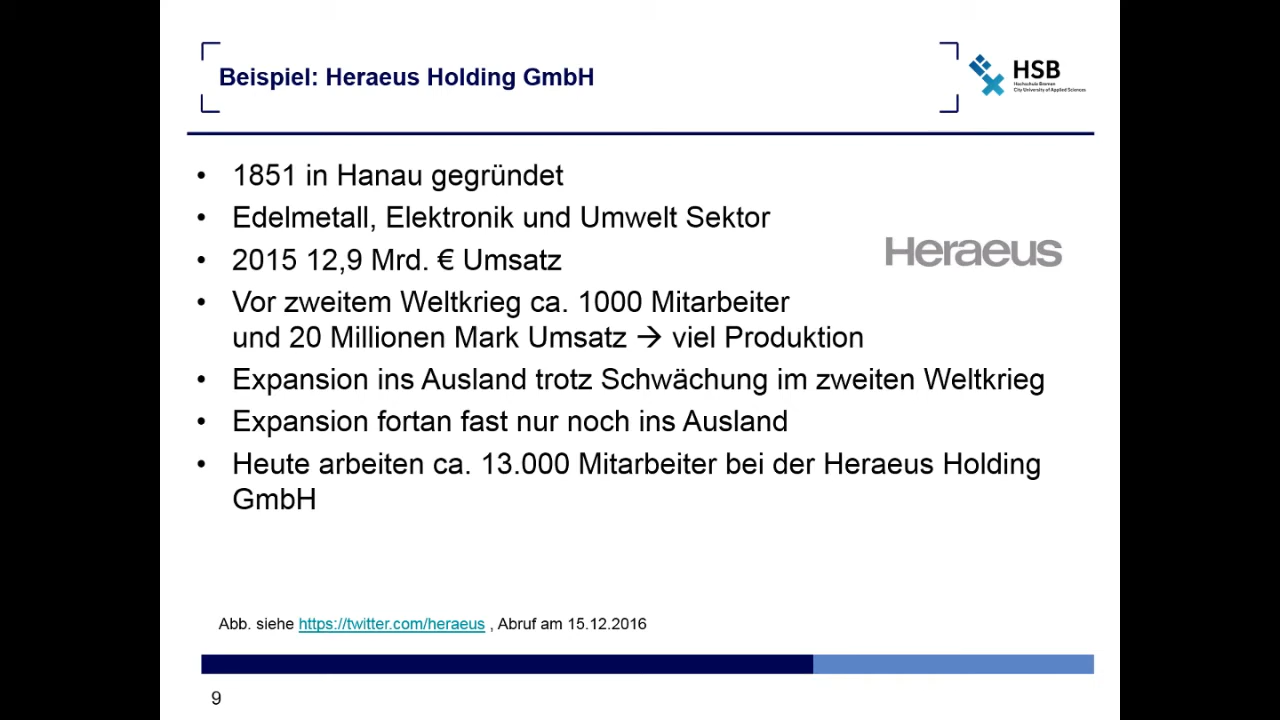 Beispiel: Heraeus Holding GmbH
HSB
Hochschule Bremen
City University of Applied Sciences
• 1851 in Hanau gegründet
• Edelmetall, Elektronik und Umwelt Sektor
• 2015 12,9 Mrd. € Umsatz
Heraeus
• Vor zweitem Weltkrieg ca. 1000 Mitarbeiter
und 20 Millionen Mark Umsatz → viel Produktion
• Expansion ins Ausland trotz Schwächung im zweiten Weltkrieg
• Expansion fortan fast nur noch ins Ausland
• Heute arbeiten ca. 13.000 Mitarbeiter bei der Heraeus Holding
GmbH
Abb. siehe https://twitter.com/heraeus , Abruf am 15.12.2016
9